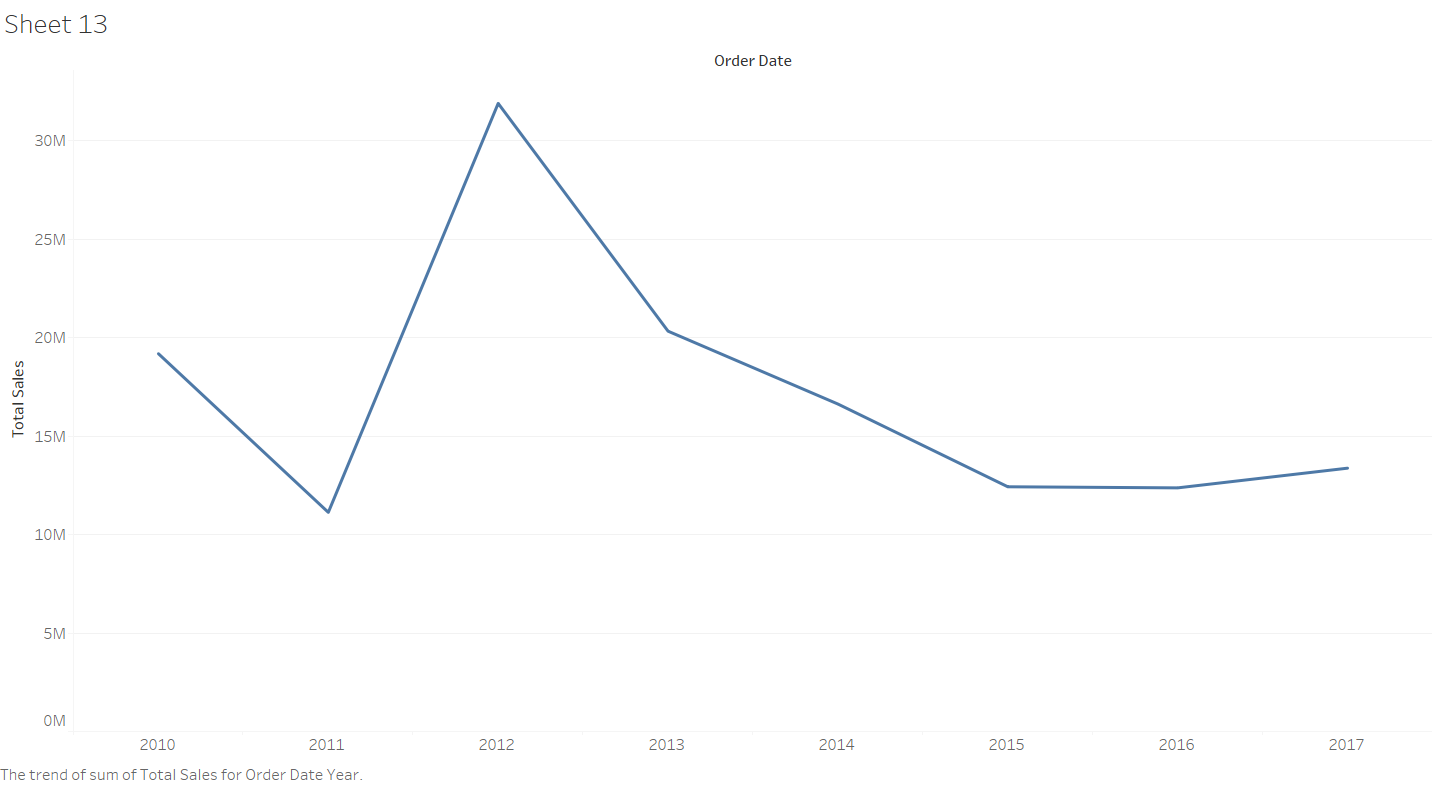 Sheet 13
Order Date
Total Sales
30M
25M
20M
15M
10M
5M
0M
2010 2011 2012 2013 2014 2015 2016 2017
The trend of sum of Total Sales for Order Date Year.